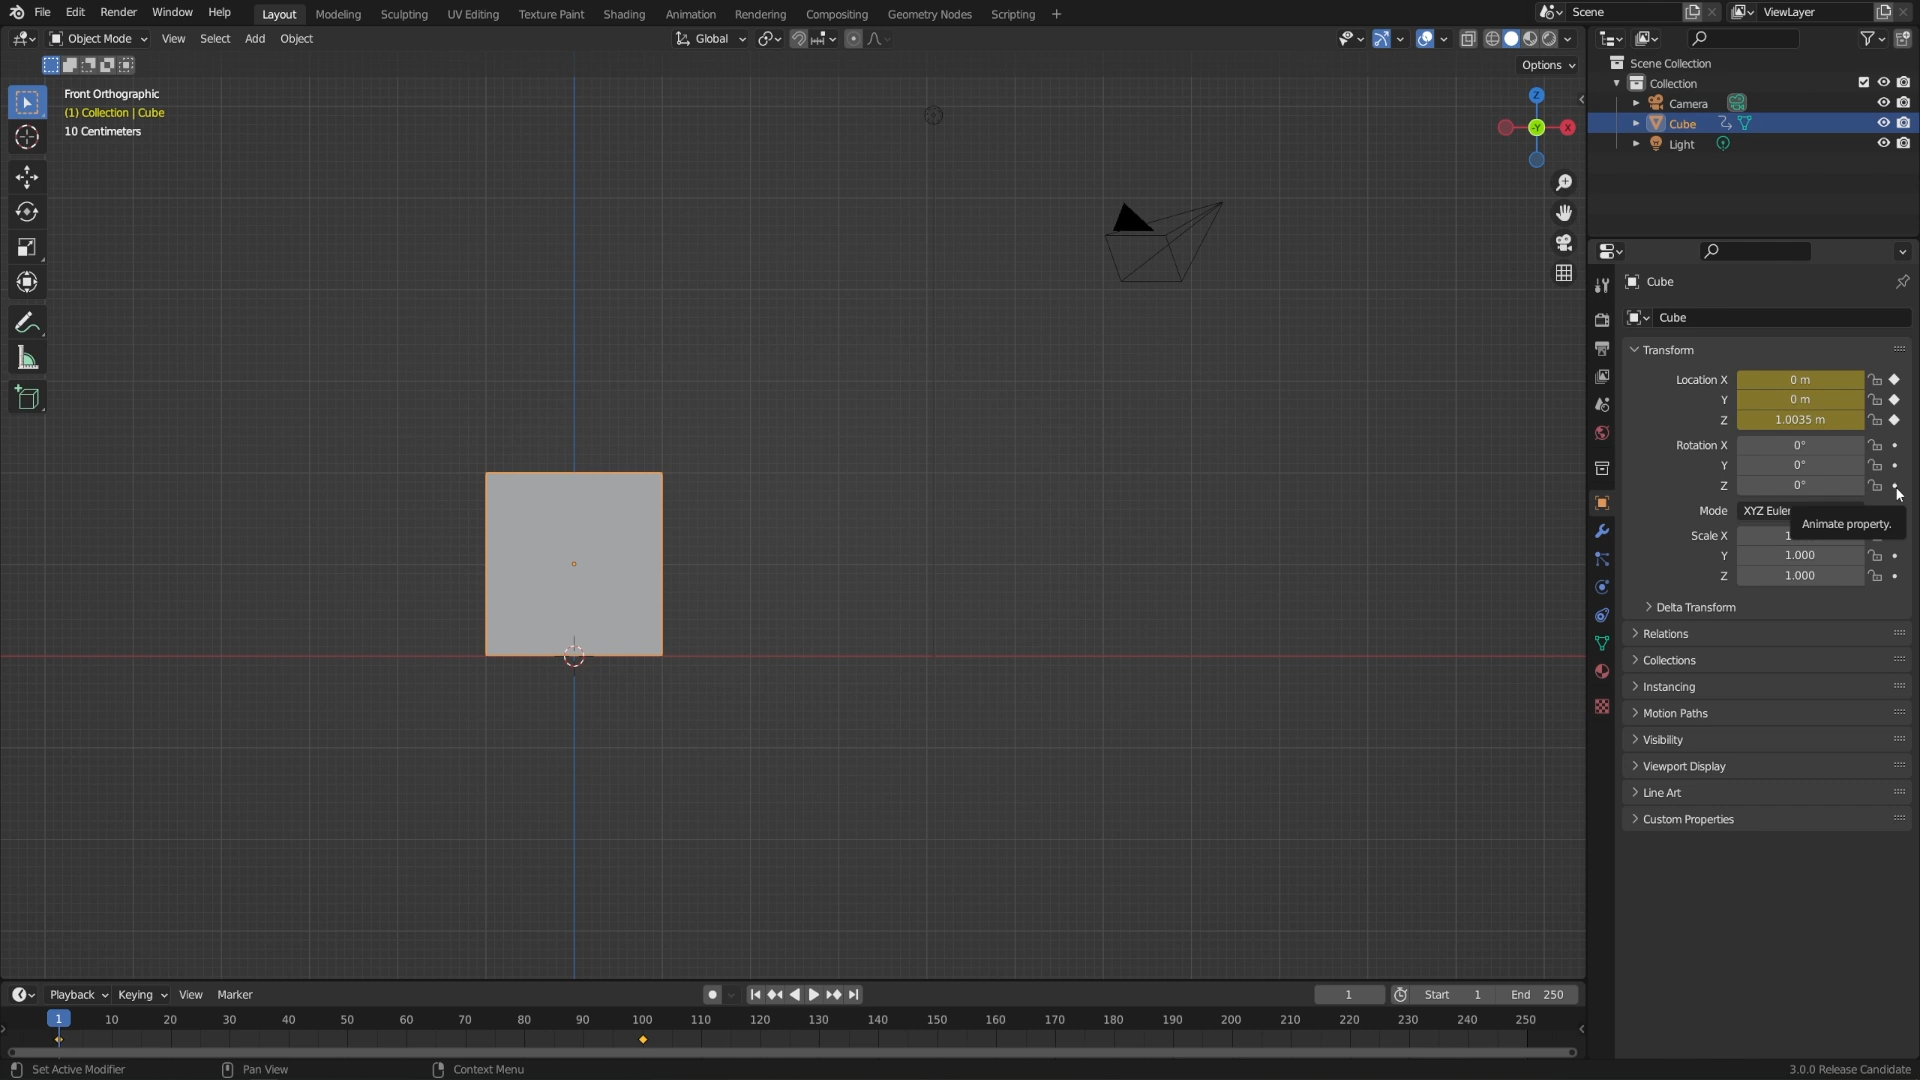 File Edit Render Window Help Layout Modeling Sculpting UV Editing Texture Paint Shading Animation Rendering Compositing Geometry Nodes Scripting + Scene ViewLayer
Object Mode View Select Add Object Global
Options
Front Orthographic
(1) Collection | Cube
10 Centimeters
Z
-Y
X
Scene Collection
Collection
Camera
Cube
Light
Cube
Cube
Transform
Location X 0 m
Y 0 m
Z 1.0035 m
Rotation X 0°
Y 0°
Z 0°
Mode XYZ Euler
Animate property.
Scale X 1
Y 1.000
Z 1.000
Delta Transform
Relations
Collections
Instancing
Motion Paths
Visibility
Viewport Display
Line Art
Custom Properties
Playback Keying View Marker 1 Start 1 End 250
1 10 20 30 40 50 60 70 80 90 100 110 120 130 140 150 160 170 180 190 200 210 220 230 240 250
Set Active Modifier Pan View Context Menu 3.0.0 Release Candidate